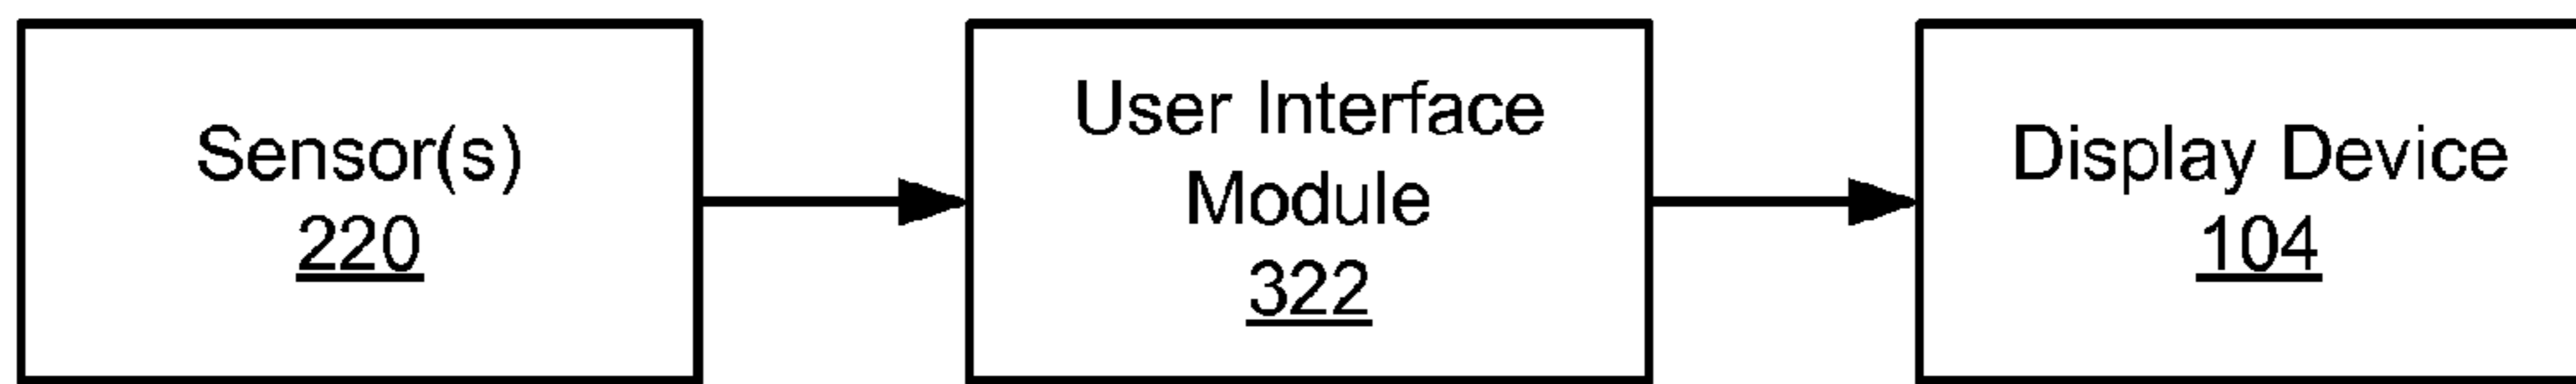 Sensor(s)
220
User Interface
Module
322
Display Device
104